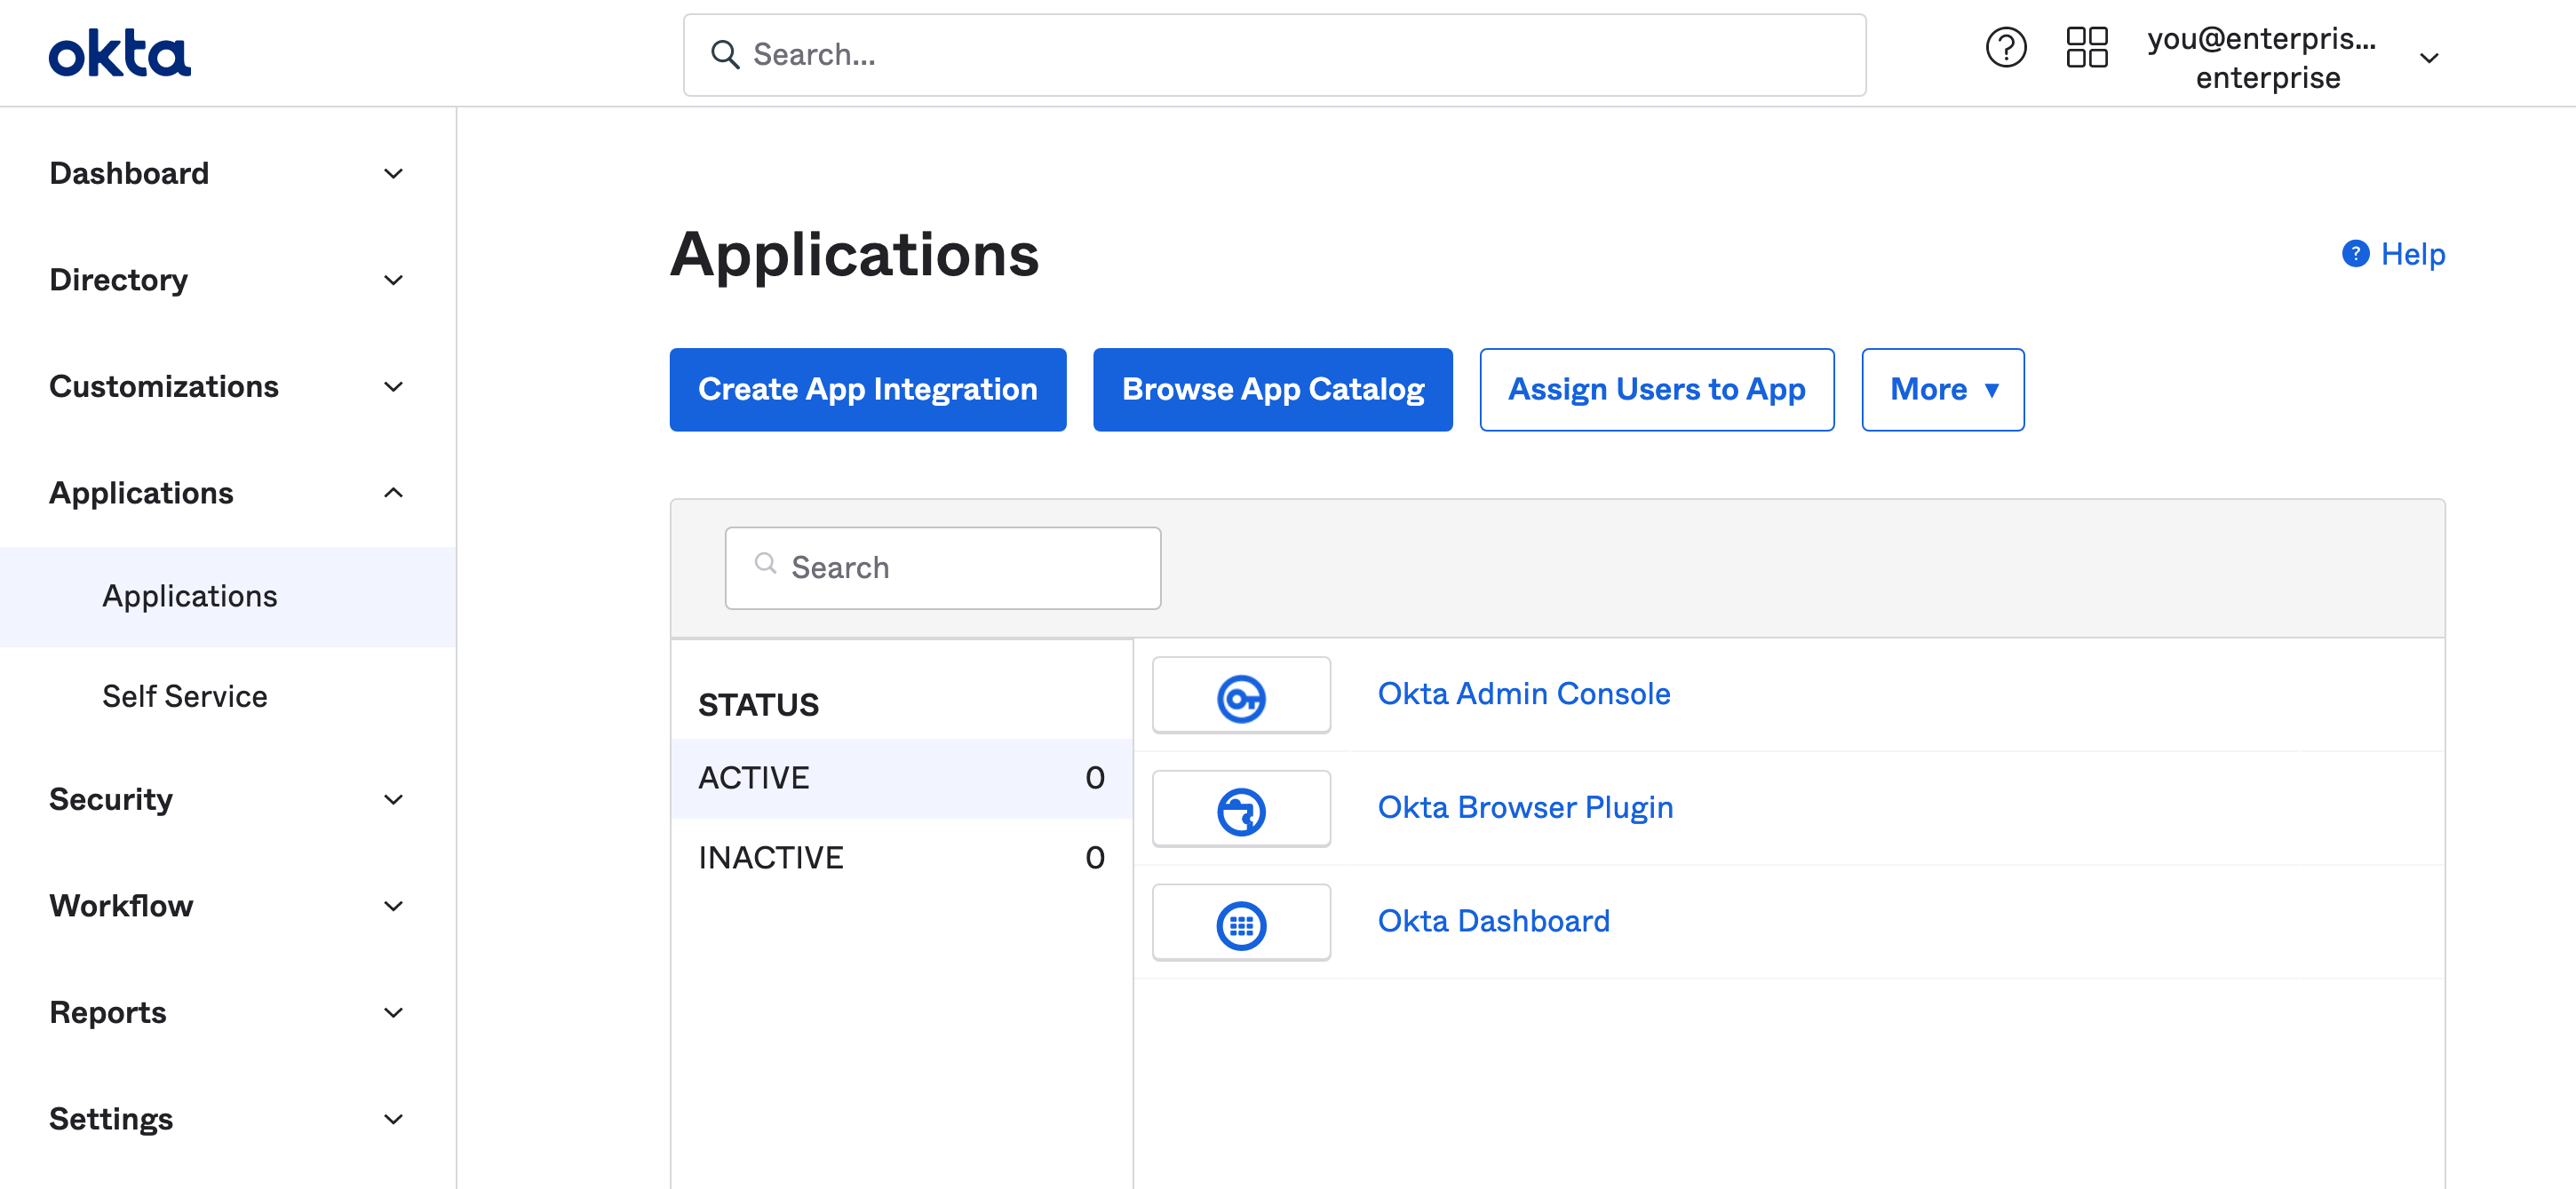 okta
Search...
you@enterpris...
enterprise
Dashboard
Directory
Customizations
Applications
Applications
Self Service
Security
Workflow
Reports
Settings
Applications
? Help
Create App Integration
Browse App Catalog
Assign Users to App
More ▼
Search
STATUS
ACTIVE 0
INACTIVE 0
Okta Admin Console
Okta Browser Plugin
Okta Dashboard